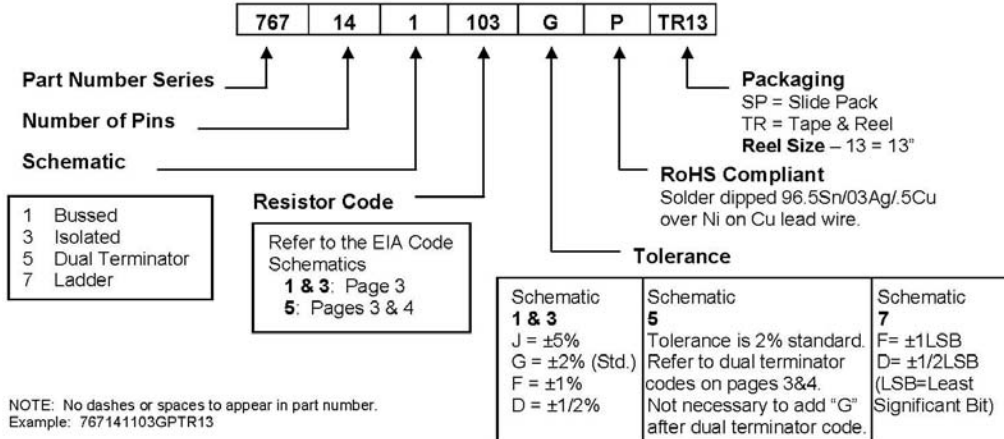 767 14 1 103 G P TR13
Part Number Series
Number of Pins
Schematic
1 Bussed
3 Isolated
5 Dual Terminator
7 Ladder
Resistor Code
Refer to the EIA Code
Schematics
1 & 3: Page 3
5: Pages 3 & 4
Packaging
SP = Slide Pack
TR = Tape & Reel
Reel Size – 13 = 13"
RoHS Compliant
Solder dipped 96.5Sn/03Ag/.5Cu
over Ni on Cu lead wire.
Tolerance
Schematic
1 & 3
J = ±5%
G = ±2% (Std.)
F = ±1%
D = ±1/2%
Schematic
5
Tolerance is 2% standard.
Refer to dual terminator
codes on pages 3&4.
Not necessary to add “G”
after dual terminator code.
Schematic
7
F= ±1LSB
D= ±1/2LSB
(LSB=Least
Significant Bit)
NOTE: No dashes or spaces to appear in part number.
Example: 767141103GPTR13